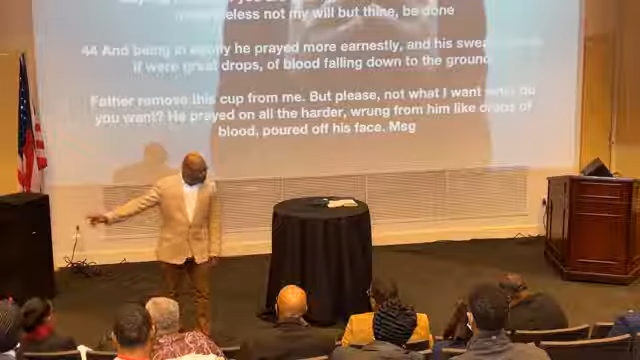 nevertheless not my will but thine, be done
44 And being in agony he prayed more earnestly, and his sweat
if were great drops, of blood falling down to the ground
Father remove this cup from me. But please, not what I want what do
you want? He prayed on all the harder, wrung from him like drops of
blood, poured off his face. Msg